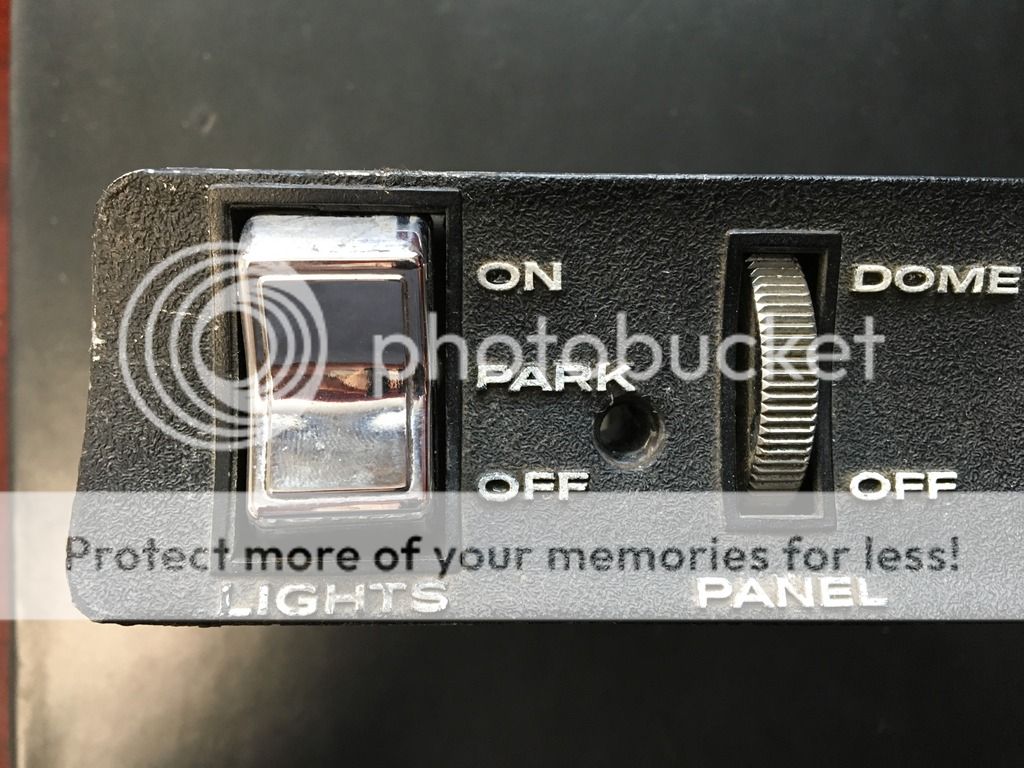 ON
DOME
photobucket
PARK
OFF
OFF
Protect more of your memories for less!
LIGHTS
PANEL